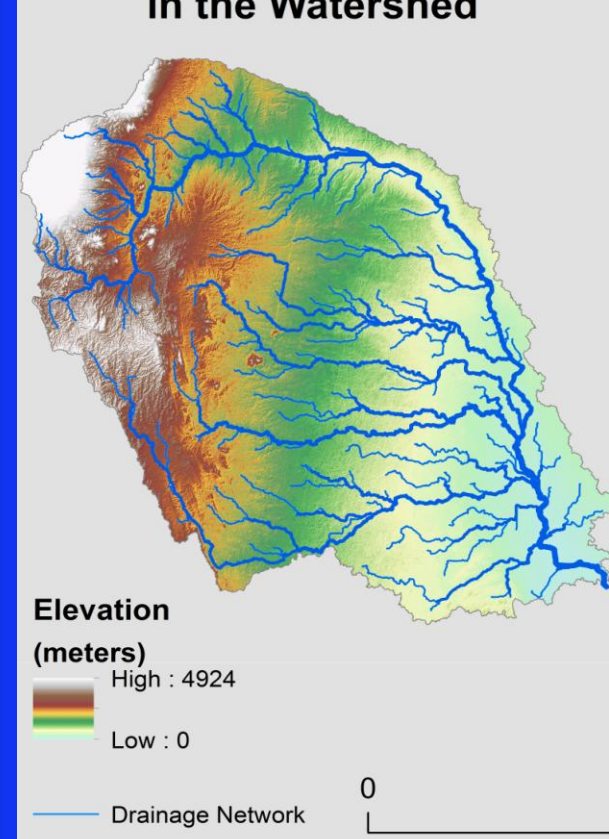 in the Watershed
Elevation
(meters)
High : 4924
Low : 0
0
Drainage Network